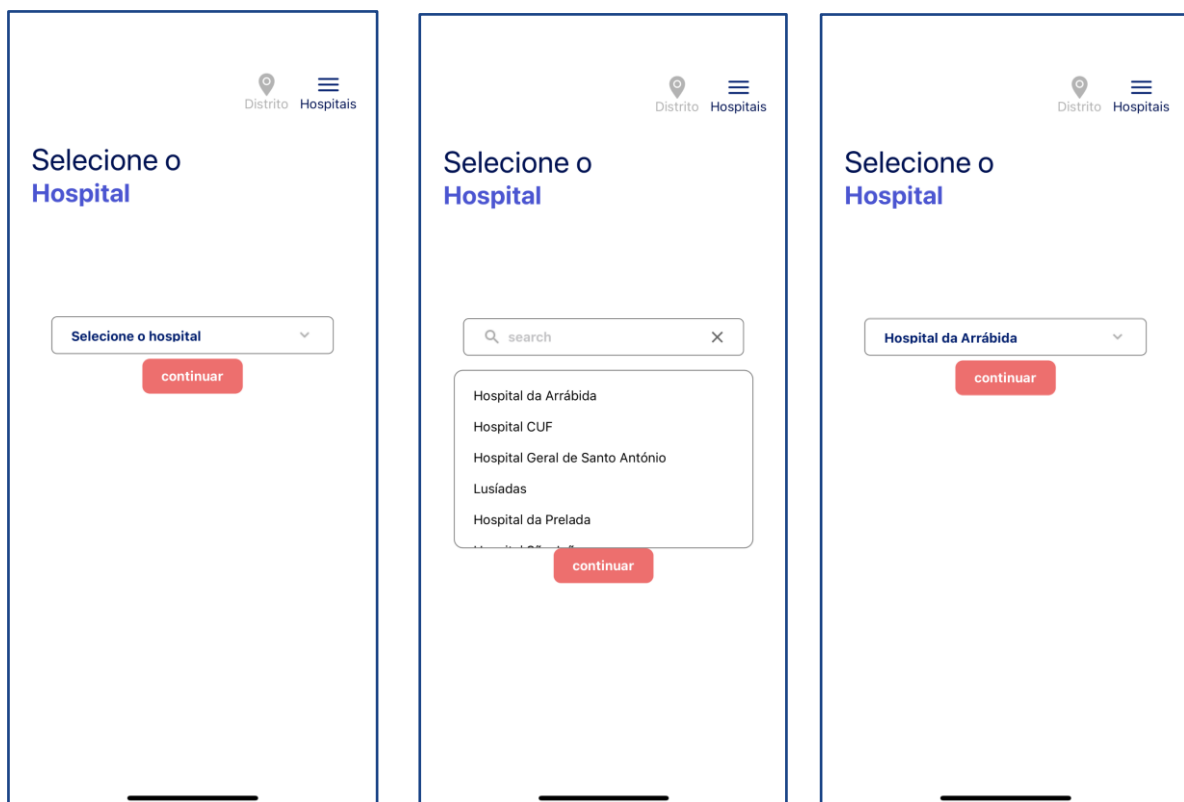 Distrito Hospitais
Selecione o
Hospital
Selecione o hospital
continuar
Distrito Hospitais
Selecione o
Hospital
search
Hospital da Arrábida
Hospital CUF
Hospital Geral de Santo António
Lusíadas
Hospital da Prelada
continuar
Distrito Hospitais
Selecione o
Hospital
Hospital da Arrábida
continuar